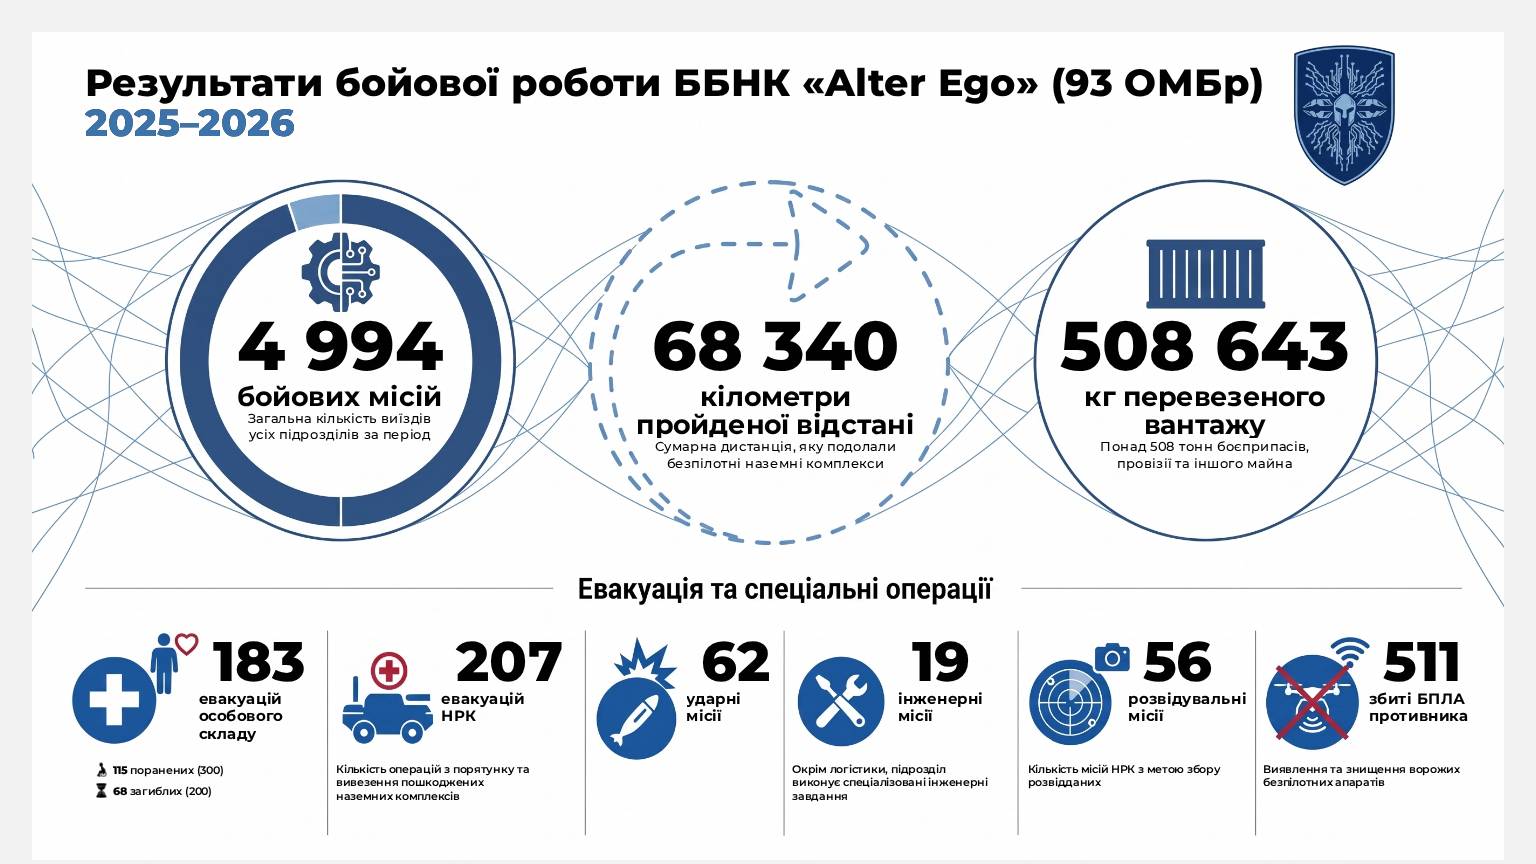 Результати бойової роботи ББНК «Alter Ego» (93 ОМБр)
2025–2026
4 994
бойових місій
Загальна кількість виїздів
усіх підрозділів за період
68 340
кілометри
пройденої відстані
Сумарна дистанція, яку подолали
безпілотні наземні комплекси
508 643
кг перевезеного
вантажу
Понад 508 тонн боєприпасів,
провізії та іншого майна
Евакуація та спеціальні операції
183
евакуацій
особового
складу
115 поранених (300)
68 загиблих (200)
207
евакуацій
НРК
Кількість операцій з порятунку та
вивезення пошкоджених
наземних комплексів
62
ударні
місії
19
інженерні
місії
Окрім логістики, підрозділ
виконує спеціалізовані інженерні
завдання
56
розвідувальні
місії
Кількість місій НРК з метою збору
розвідданих
511
збиті БПЛА
противника
Виявлення та знищення ворожих
безпілотних апаратів